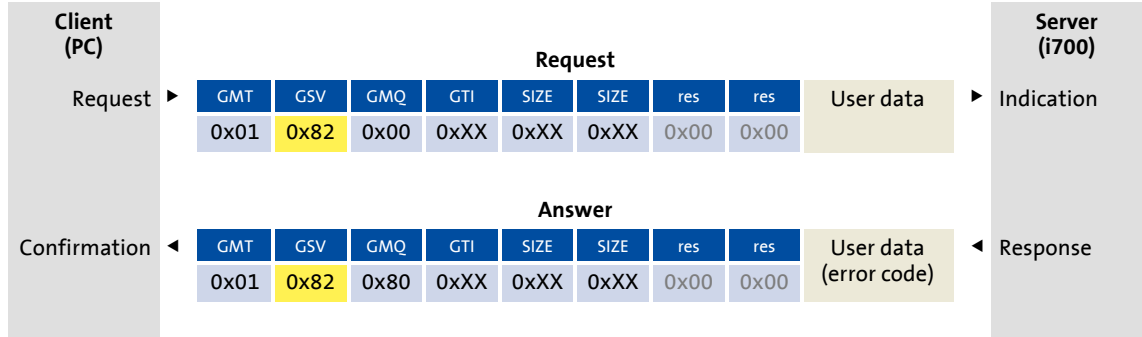 Client
(PC)
Server
(i700)
Request
Request ▶ GMT GSV GMQ GTI SIZE SIZE res res User data ▶ Indication
0x01 0x82 0x00 0xXX 0xXX 0xXX 0x00 0x00
Answer
Confirmation ◀ GMT GSV GMQ GTI SIZE SIZE res res User data ◀ Response
0x01 0x82 0x80 0xXX 0xXX 0xXX 0x00 0x00 (error code)